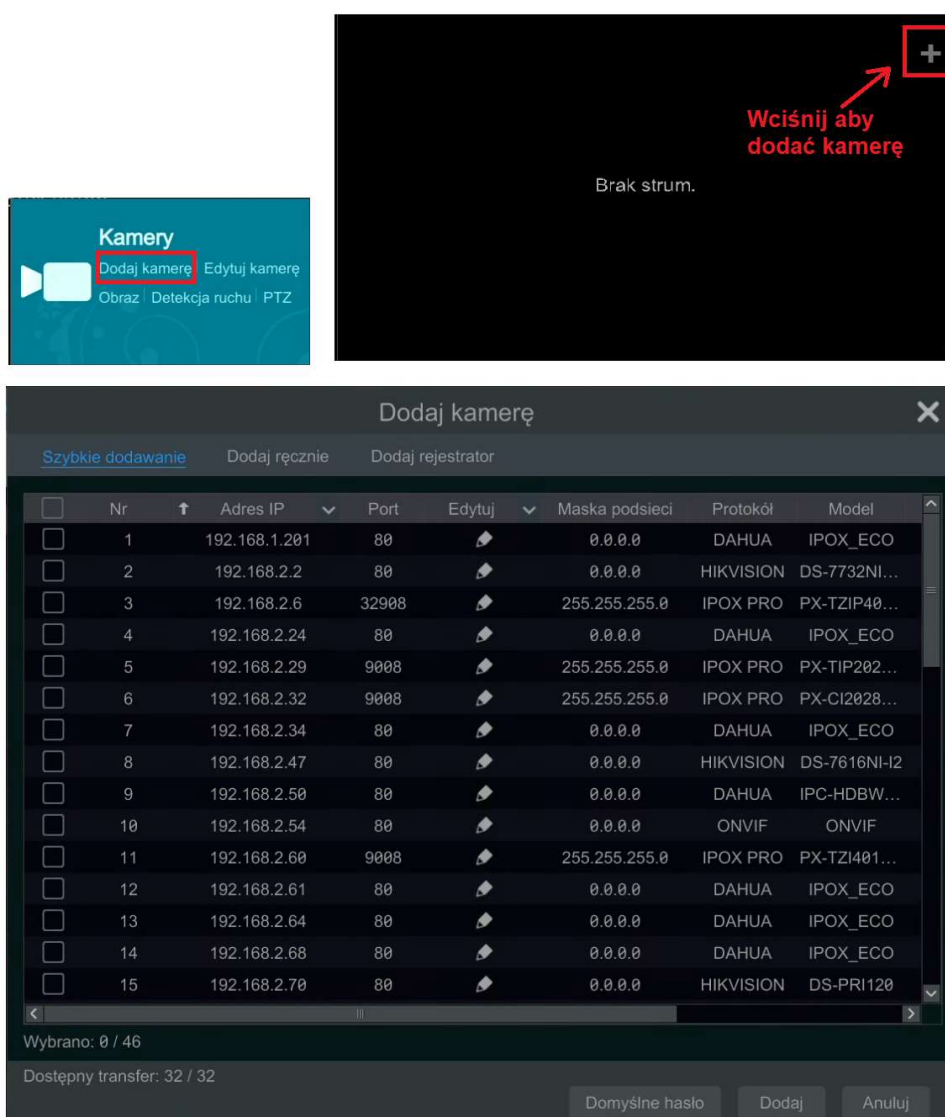 +
Wciśnij aby
dodać kamerę
Brak strum.
Kamery
Dodaj kamerę Edytuj kamerę
Obraz Detekcja ruchu PTZ
Dodaj kamerę
Szybkie dodawanie Dodaj ręcznie Dodaj rejestrator
Nr Adres IP Port Edytuj Maska podsieci Protokół Model
1 192.168.1.201 80 0.0.0.0 DAHUA IPOX_ECO
2 192.168.2.2 80 0.0.0.0 HIKVISION DS-7732NI...
3 192.168.2.6 32908 255.255.255.0 IPOX PRO PX-TZIP40...
4 192.168.2.24 80 0.0.0.0 DAHUA IPOX_ECO
5 192.168.2.29 9008 255.255.255.0 IPOX PRO PX-TIP202...
6 192.168.2.32 9008 255.255.255.0 IPOX PRO PX-CI2028...
7 192.168.2.34 80 0.0.0.0 DAHUA IPOX_ECO
8 192.168.2.47 80 0.0.0.0 HIKVISION DS-7616NI-I2
9 192.168.2.50 80 0.0.0.0 DAHUA IPC-HDBW...
10 192.168.2.54 80 0.0.0.0 ONVIF ONVIF
11 192.168.2.60 9008 255.255.255.0 IPOX PRO PX-TZI401...
12 192.168.2.61 80 0.0.0.0 DAHUA IPOX_ECO
13 192.168.2.64 80 0.0.0.0 DAHUA IPOX_ECO
14 192.168.2.68 80 0.0.0.0 DAHUA IPOX_ECO
15 192.168.2.70 80 0.0.0.0 HIKVISION DS-PRI120
Wybrano: 0 / 46
Dostępny transfer: 32 / 32
Domyślne hasło Dodaj Anuluj